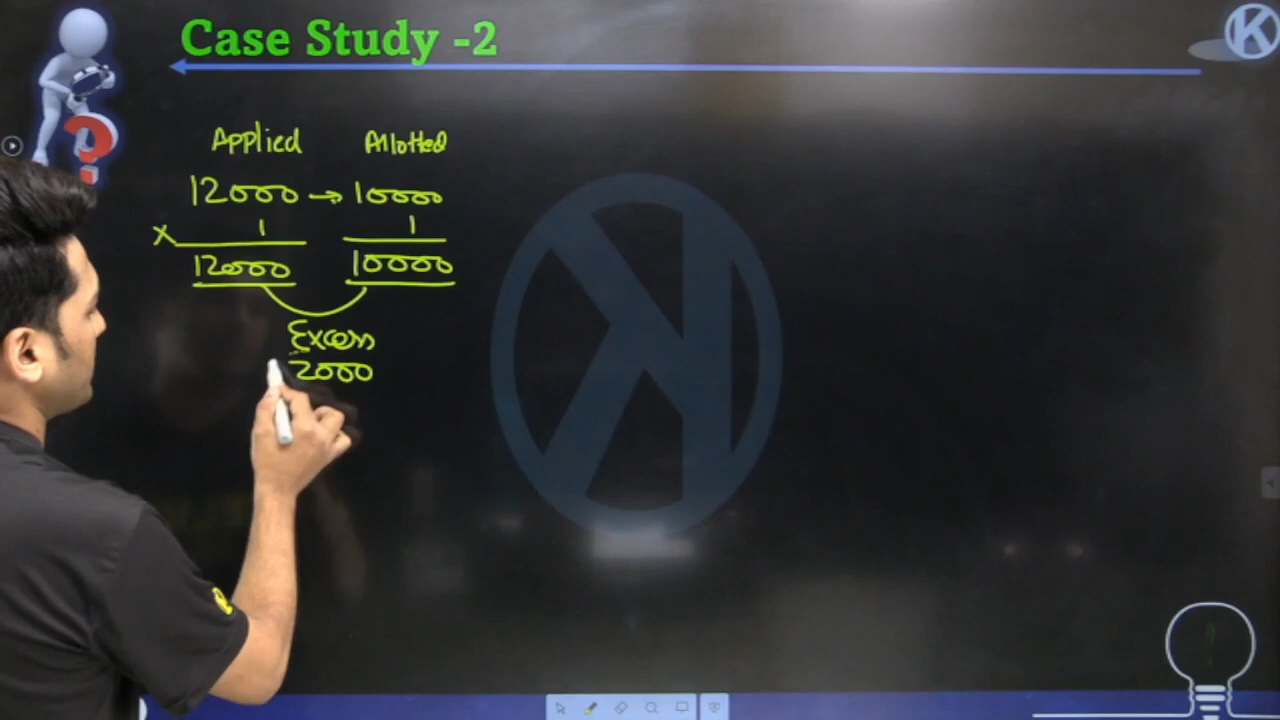 Case Study -2
Applied Allotted
12000 → 10000
X 1 1
12000 10000
Excess
2000